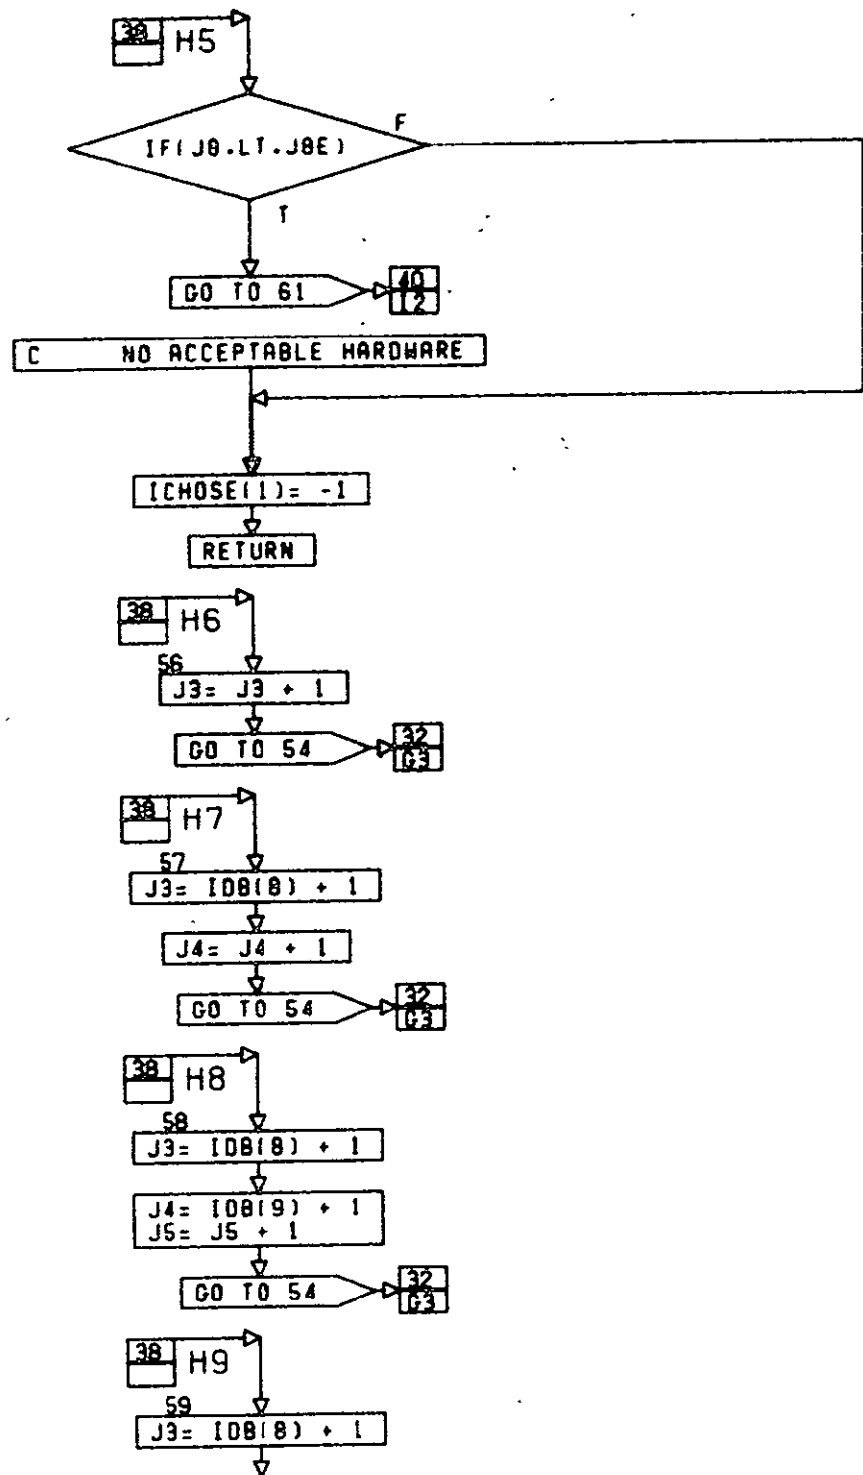 38
H5
F
IF(J8.LT.J8E)
T
GO TO 61
40
I2
C NO ACCEPTABLE HARDWARE
ICHOSE(1)= -1
RETURN
38
H6
56
J3= J3 + 1
GO TO 54
32
G3
38
H7
57
J3= IDB(8) + 1
J4= J4 + 1
GO TO 54
32
G3
38
H8
58
J3= IDB(8) + 1
J4= IDB(9) + 1
J5= J5 + 1
GO TO 54
32
G3
38
H9
59
J3= IDB(8) + 1